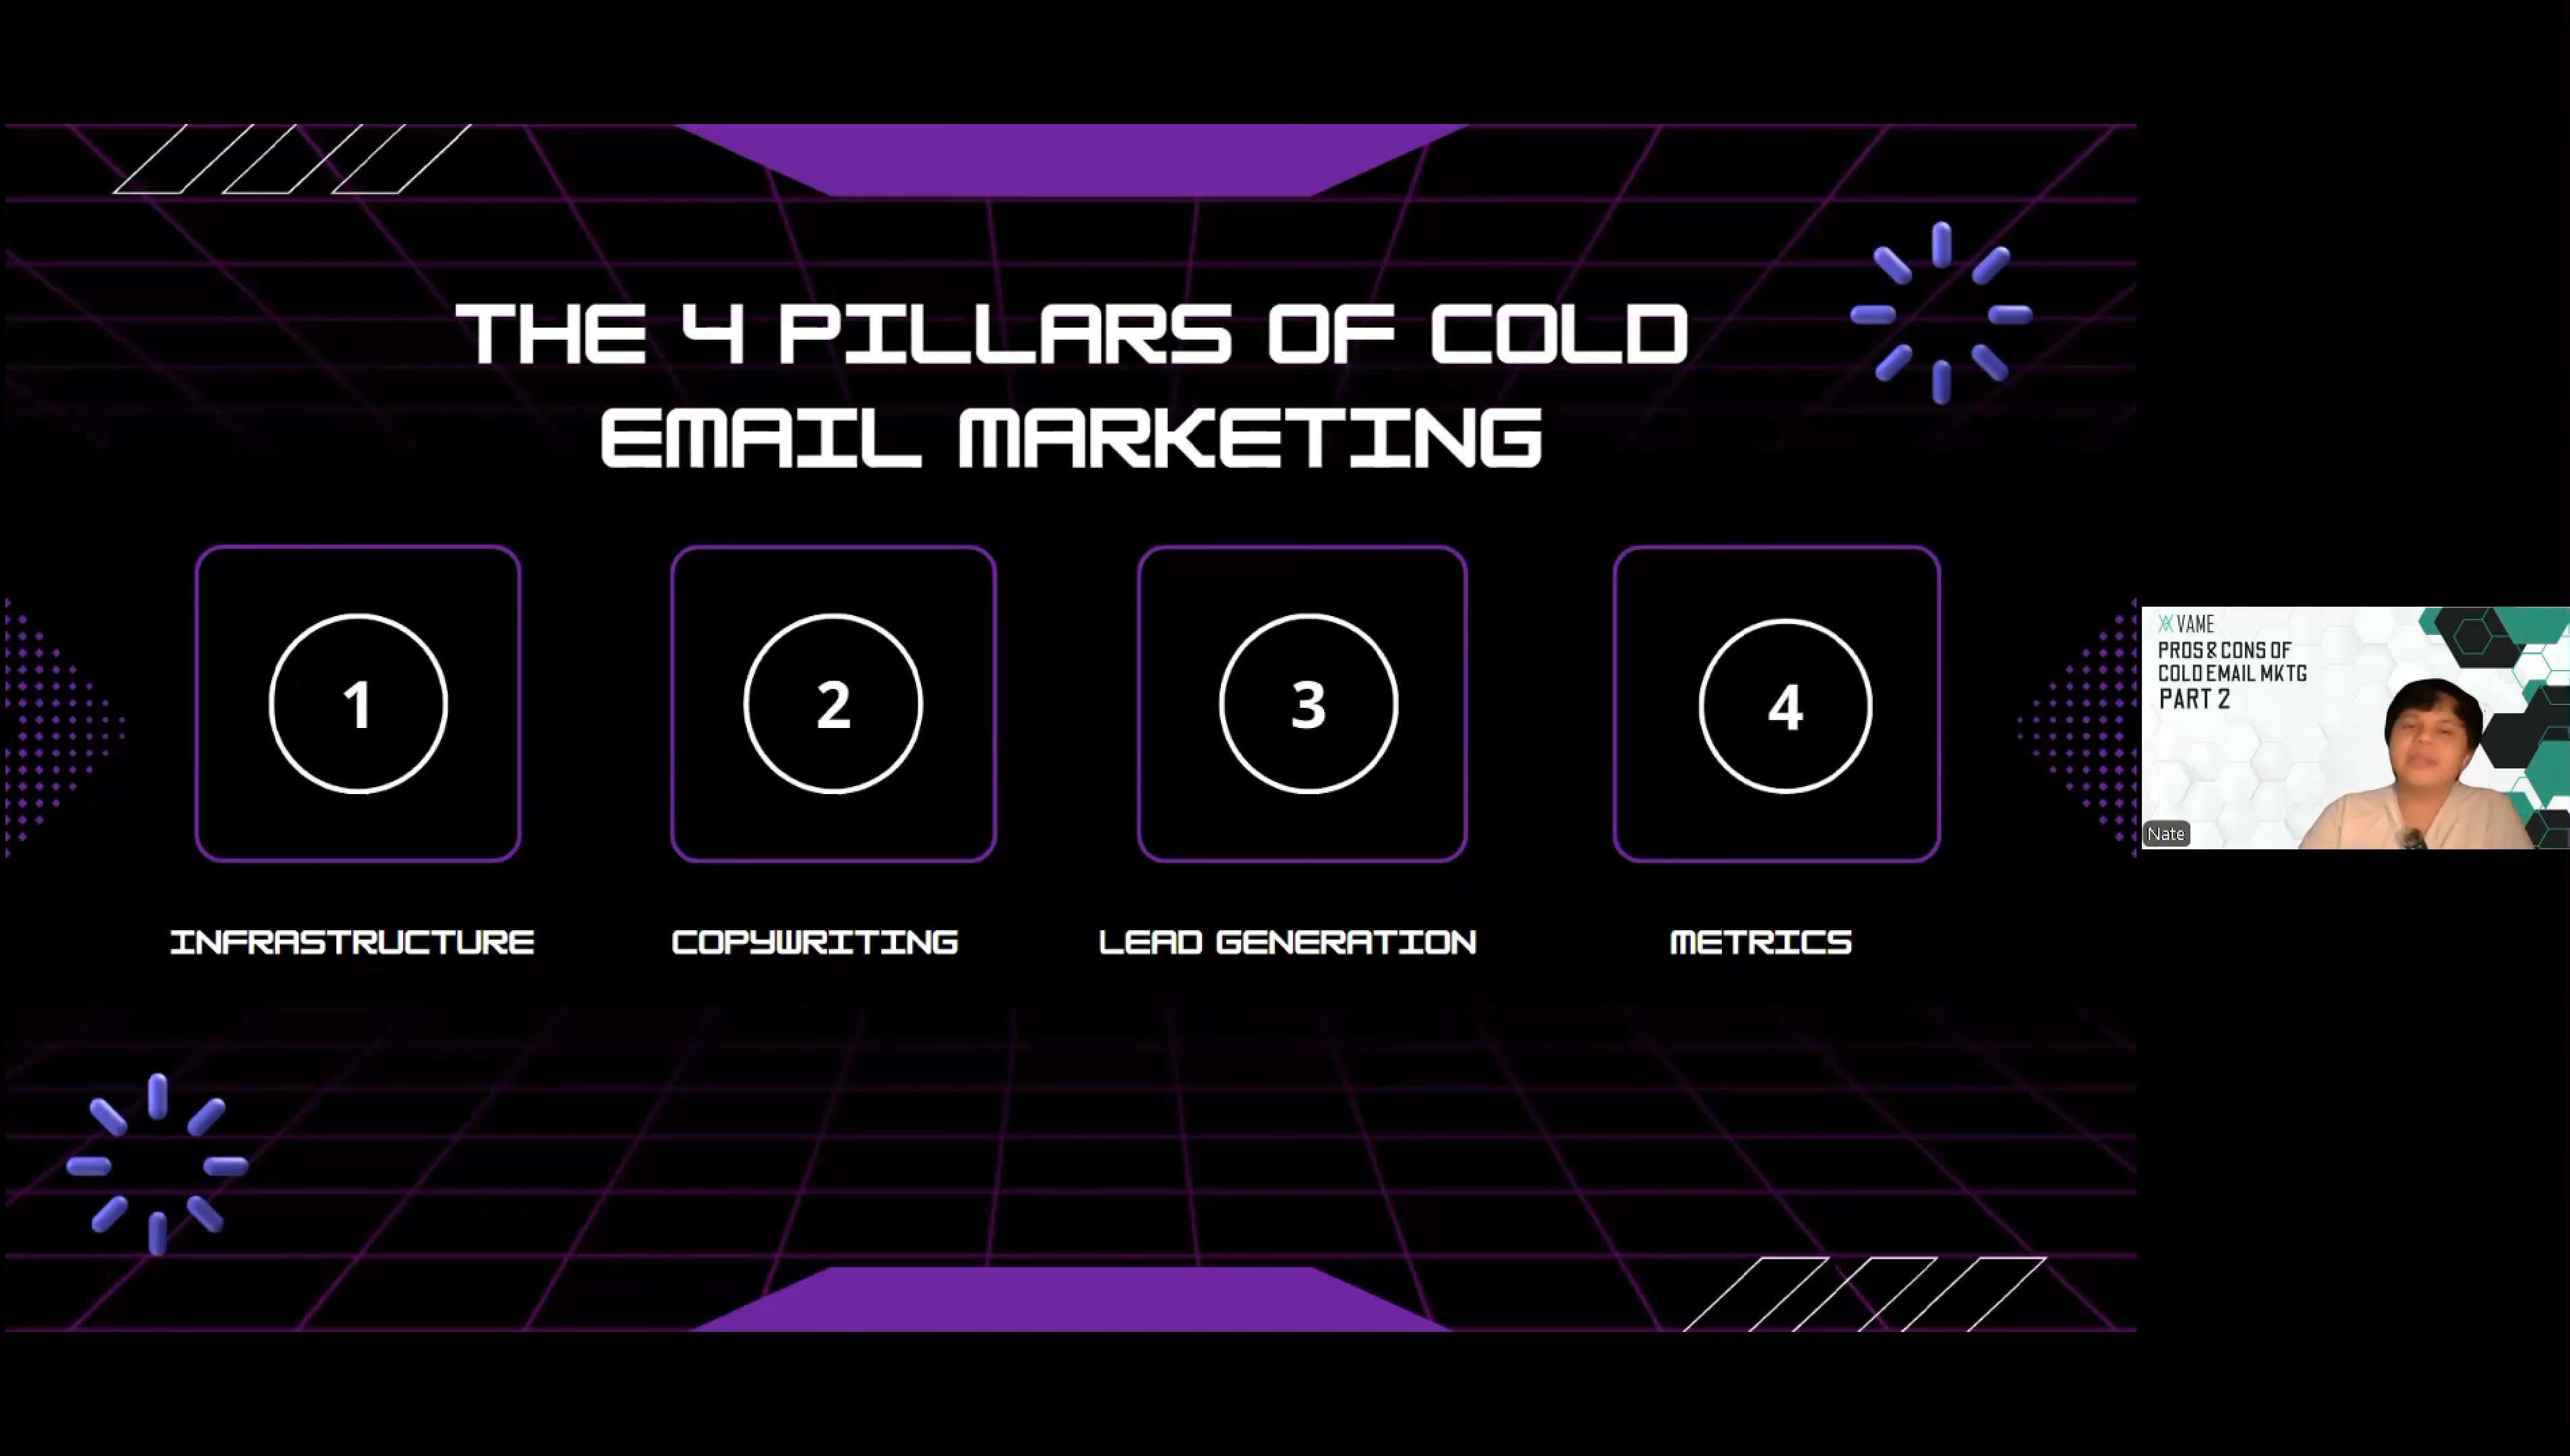 THE 4 PILLARS OF COLD
EMAIL MARKETING
1
2
3
4
INFRASTRUCTURE
COPYWRITING
LEAD GENERATION
METRICS
VAME
PROS & CONS OF
COLD EMAIL MKTG
PART 2
Nate